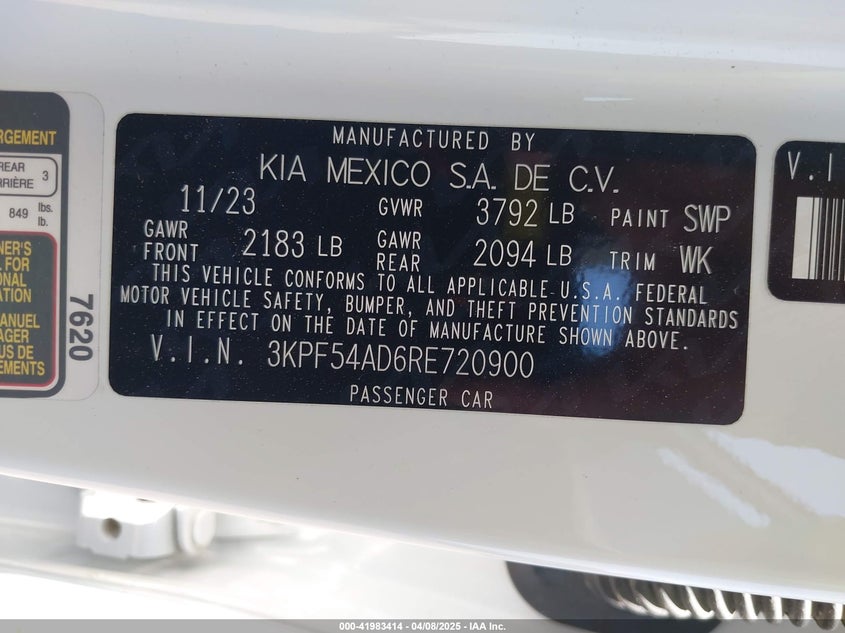 RGEMENT
REAR
RIÈRE 3
849 lbs.
lb.
NER'S
L FOR
ONAL
ATION
ANUEL
AGER
US DE
EMENTS
7620
MANUFACTURED BY
KIA MEXICO S.A. DE C.V.
11/23 GVWR 3792 LB PAINT SWP
GAWR FRONT 2183 LB GAWR REAR 2094 LB TRIM WK
THIS VEHICLE CONFORMS TO ALL APPLICABLE U.S.A. FEDERAL
MOTOR VEHICLE SAFETY, BUMPER, AND THEFT PREVENTION STANDARDS
IN EFFECT ON THE DATE OF MANUFACTURE SHOWN ABOVE.
V.I.N. 3KPF54AD6RE720900
PASSENGER CAR
V.I
000-41983414 - 04/08/2025 - IAA Inc.